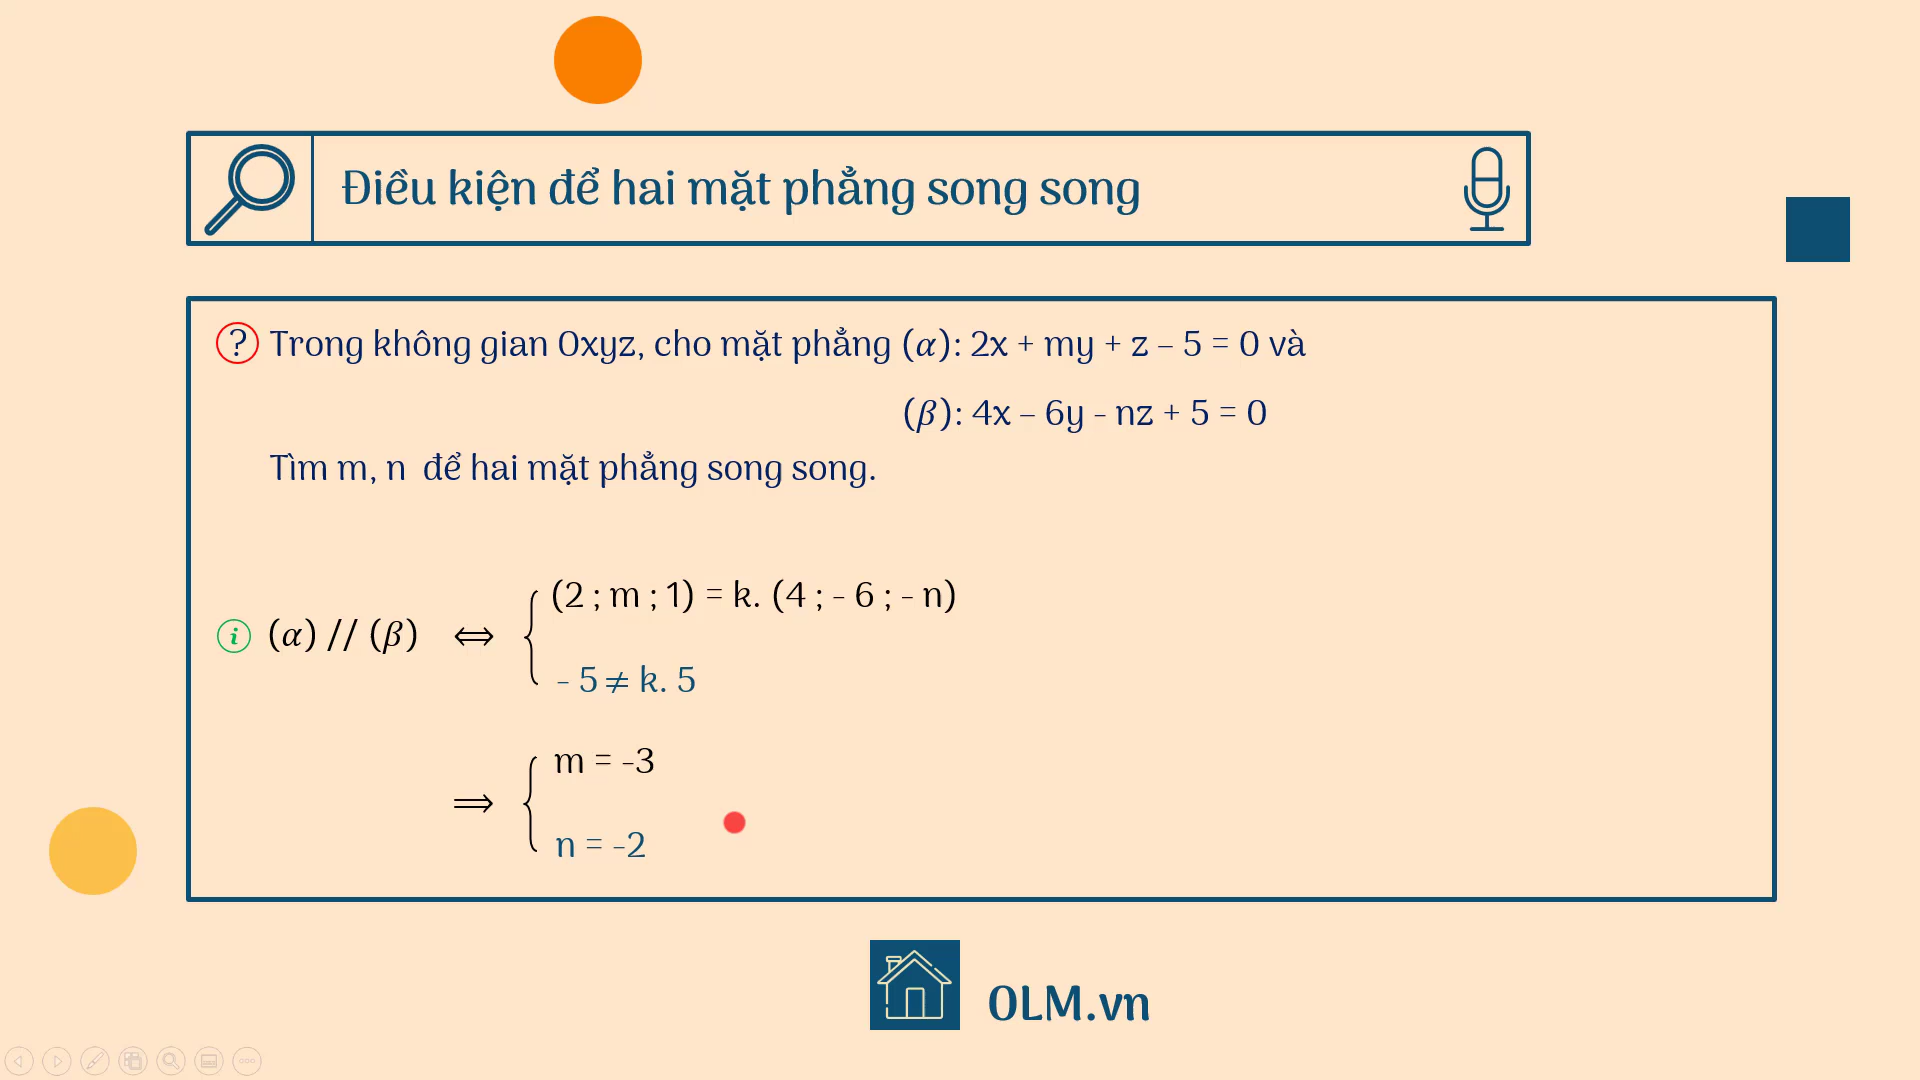 Điều kiện để hai mặt phẳng song song
? Trong không gian Oxyz, cho mặt phẳng (α): 2x + my + z – 5 = 0 và
(β): 4x – 6y - nz + 5 = 0
Tìm m, n để hai mặt phẳng song song.
(2 ; m ; 1) = k. (4 ; - 6 ; - n)
i (α) // (β) ⇔ {
- 5 ≠ k. 5
m = -3
⟹ {
n = -2
OLM.vn